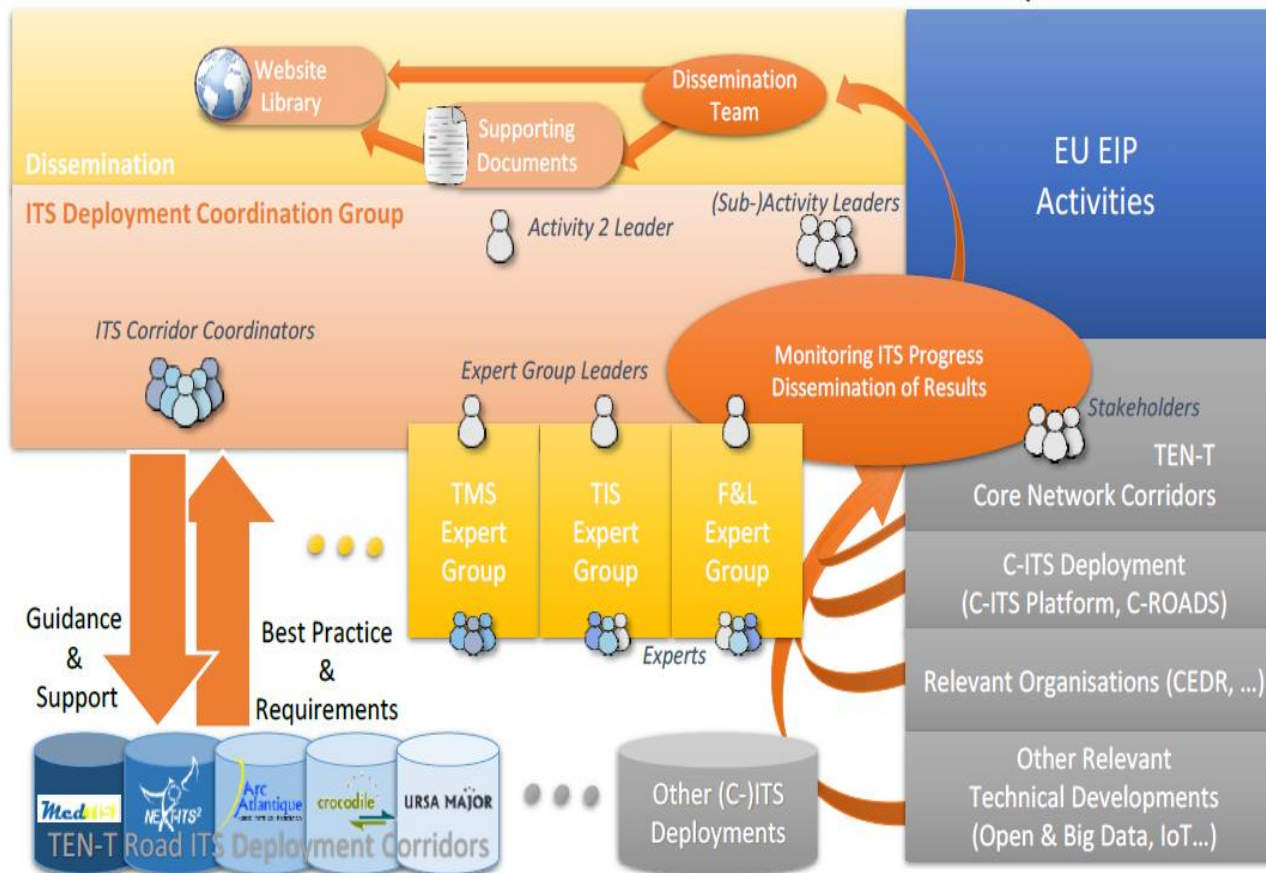 Website
Library
Dissemination
Team
Supporting
Documents
Dissemination
EU EIP
Activities
ITS Deployment Coordination Group
Activity 2 Leader
(Sub-)Activity Leaders
ITS Corridor Coordinators
Expert Group Leaders
Monitoring ITS Progress
Dissemination of Results
Stakeholders
TEN-T
Core Network Corridors
TMS
Expert
Group
TIS
Expert
Group
F&L
Expert
Group
Experts
C-ITS Deployment
(C-ITS Platform, C-ROADS)
Guidance
&
Support
Best Practice
&
Requirements
Relevant Organisations (CEDR, ...)
MedTIS
NEXT-ITS²
Arc
Atlantique
crocodile
URSA MAJOR
TEN-T Road ITS Deployment Corridors
Other (C-)ITS
Deployments
Other Relevant
Technical Developments
(Open & Big Data, IoT...)